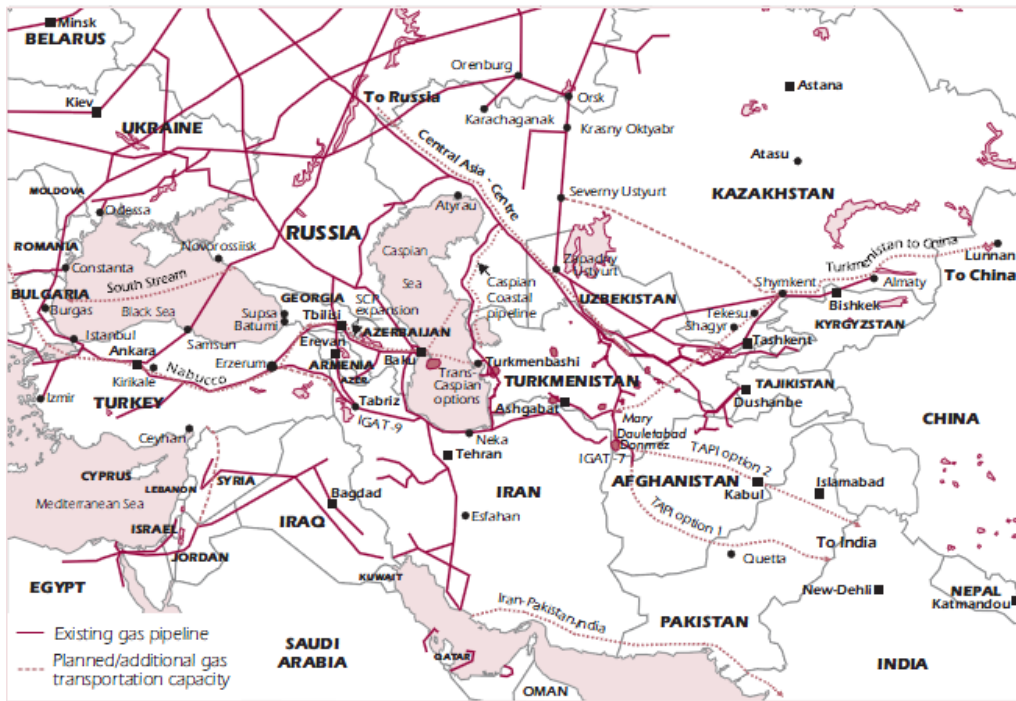 Minsk
BELARUS
Orenburg
Astana
To Russia
Orsk
Kiev
Karachaganak
Krasny Oktyabr
UKRAINE
Central Asia - Centre
Atasu
MOLDOVA
Severny Ustyurt
KAZAKHSTAN
Odessa
Atyrau
RUSSIA
ROMANIA
Novorossiisk
Caspian
Sea
Turkmenistan to China
Lunnan
Constanta
Zapadny
Ustyurt
To China
South Stream
Caspian
Coastal
pipeline
Shymkent
Almaty
BULGARIA
GEORGIA
SCP
expansion
UZBEKISTAN
Bishkek
Burgas
Black Sea
Supsa
Batumi
Tbilisi
Tekesu
Shagyr
KYRGYZSTAN
Istanbul
Samsun
AZERBAIJAN
Tashkent
Ankara
Erzerum
Erevan
ARMENIA
Baku
Turkmenbashi
Kirikale
Nabucco
AZER.
Trans-
Caspian
options
TURKMENISTAN
TAJIKISTAN
Dushanbe
Izmir
TURKEY
Tabriz
Ashgabat
CHINA
IGAT-9
Mary
Dauletabad
Donmez
Ceyhan
Neka
IGAT-7
TAPI option 2
Tehran
CYPRUS
SYRIA
AFGHANISTAN
Islamabad
LEBANON
Bagdad
IRAN
Kabul
Mediterranean Sea
IRAQ
Esfahan
TAPI option 1
ISRAEL
To India
JORDAN
Quetta
EGYPT
KUWAIT
New-Dehli
NEPAL
Katmandou
Iran-Pakistan-India
PAKISTAN
Existing gas pipeline
SAUDI
ARABIA
QATAR
INDIA
Planned/additional gas
transportation capacity
OMAN